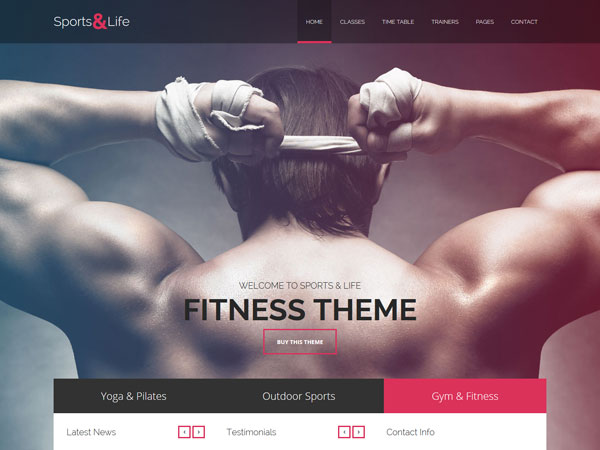 Sports&Life
HOME CLASSES TIME TABLE TRAINERS PAGES CONTACT
WELCOME TO SPORTS & LIFE
FITNESS THEME
BUY THIS THEME
Yoga & Pilates Outdoor Sports Gym & Fitness
Latest News Testimonials Contact Info